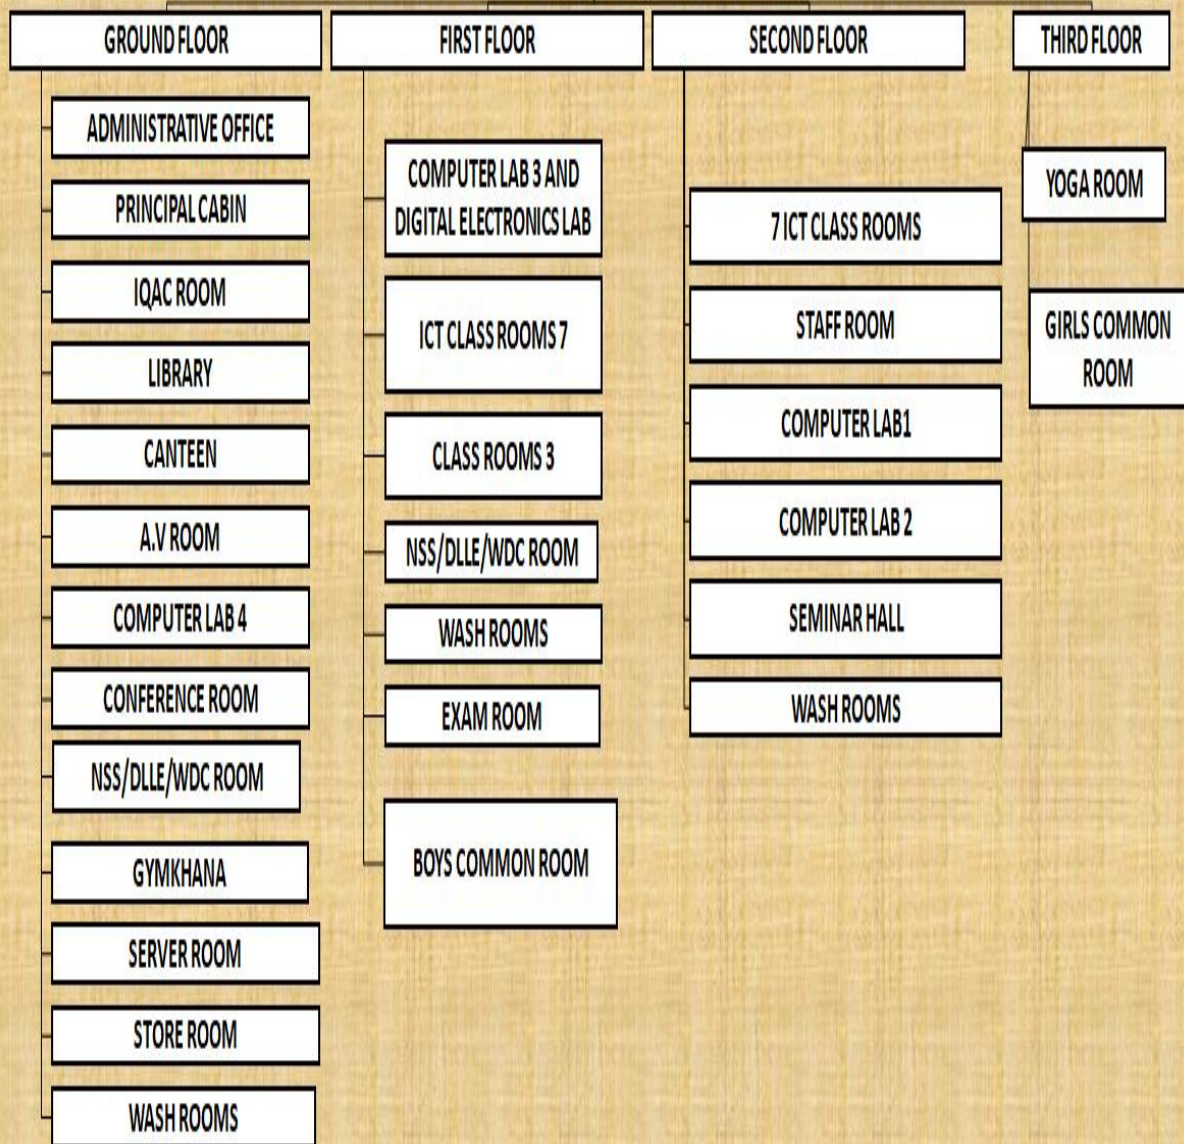 GROUND FLOOR
ADMINISTRATIVE OFFICE
PRINCIPAL CABIN
IQAC ROOM
LIBRARY
CANTEEN
A.V ROOM
COMPUTER LAB 4
CONFERENCE ROOM
NSS/DLLE/WDC ROOM
GYMKHANA
SERVER ROOM
STORE ROOM
WASH ROOMS
FIRST FLOOR
COMPUTER LAB 3 AND
DIGITAL ELECTRONICS LAB
ICT CLASS ROOMS 7
CLASS ROOMS 3
NSS/DLLE/WDC ROOM
WASH ROOMS
EXAM ROOM
BOYS COMMON ROOM
SECOND FLOOR
7 ICT CLASS ROOMS
STAFF ROOM
COMPUTER LAB1
COMPUTER LAB 2
SEMINAR HALL
WASH ROOMS
THIRD FLOOR
YOGA ROOM
GIRLS COMMON
ROOM